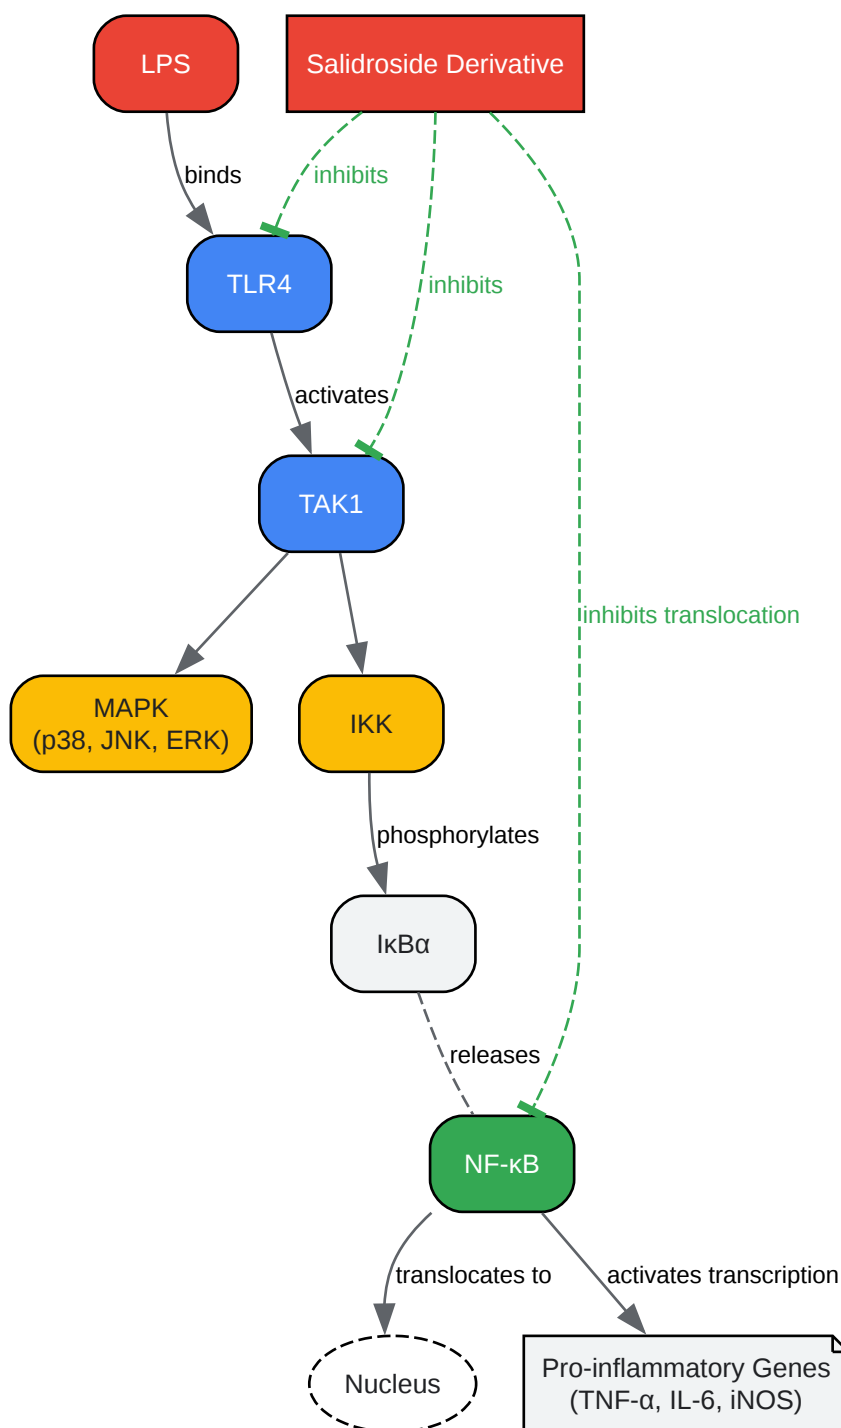 LPS
Salidroside Derivative
binds
inhibits
TLR4
inhibits
activates
TAK1
inhibits translocation
MAPK
(p38, JNK, ERK)
IKK
phosphorylates
IκBα
releases
NF-κB
translocates to
activates transcription
Nucleus
Pro-inflammatory Genes
(TNF-α, IL-6, iNOS)